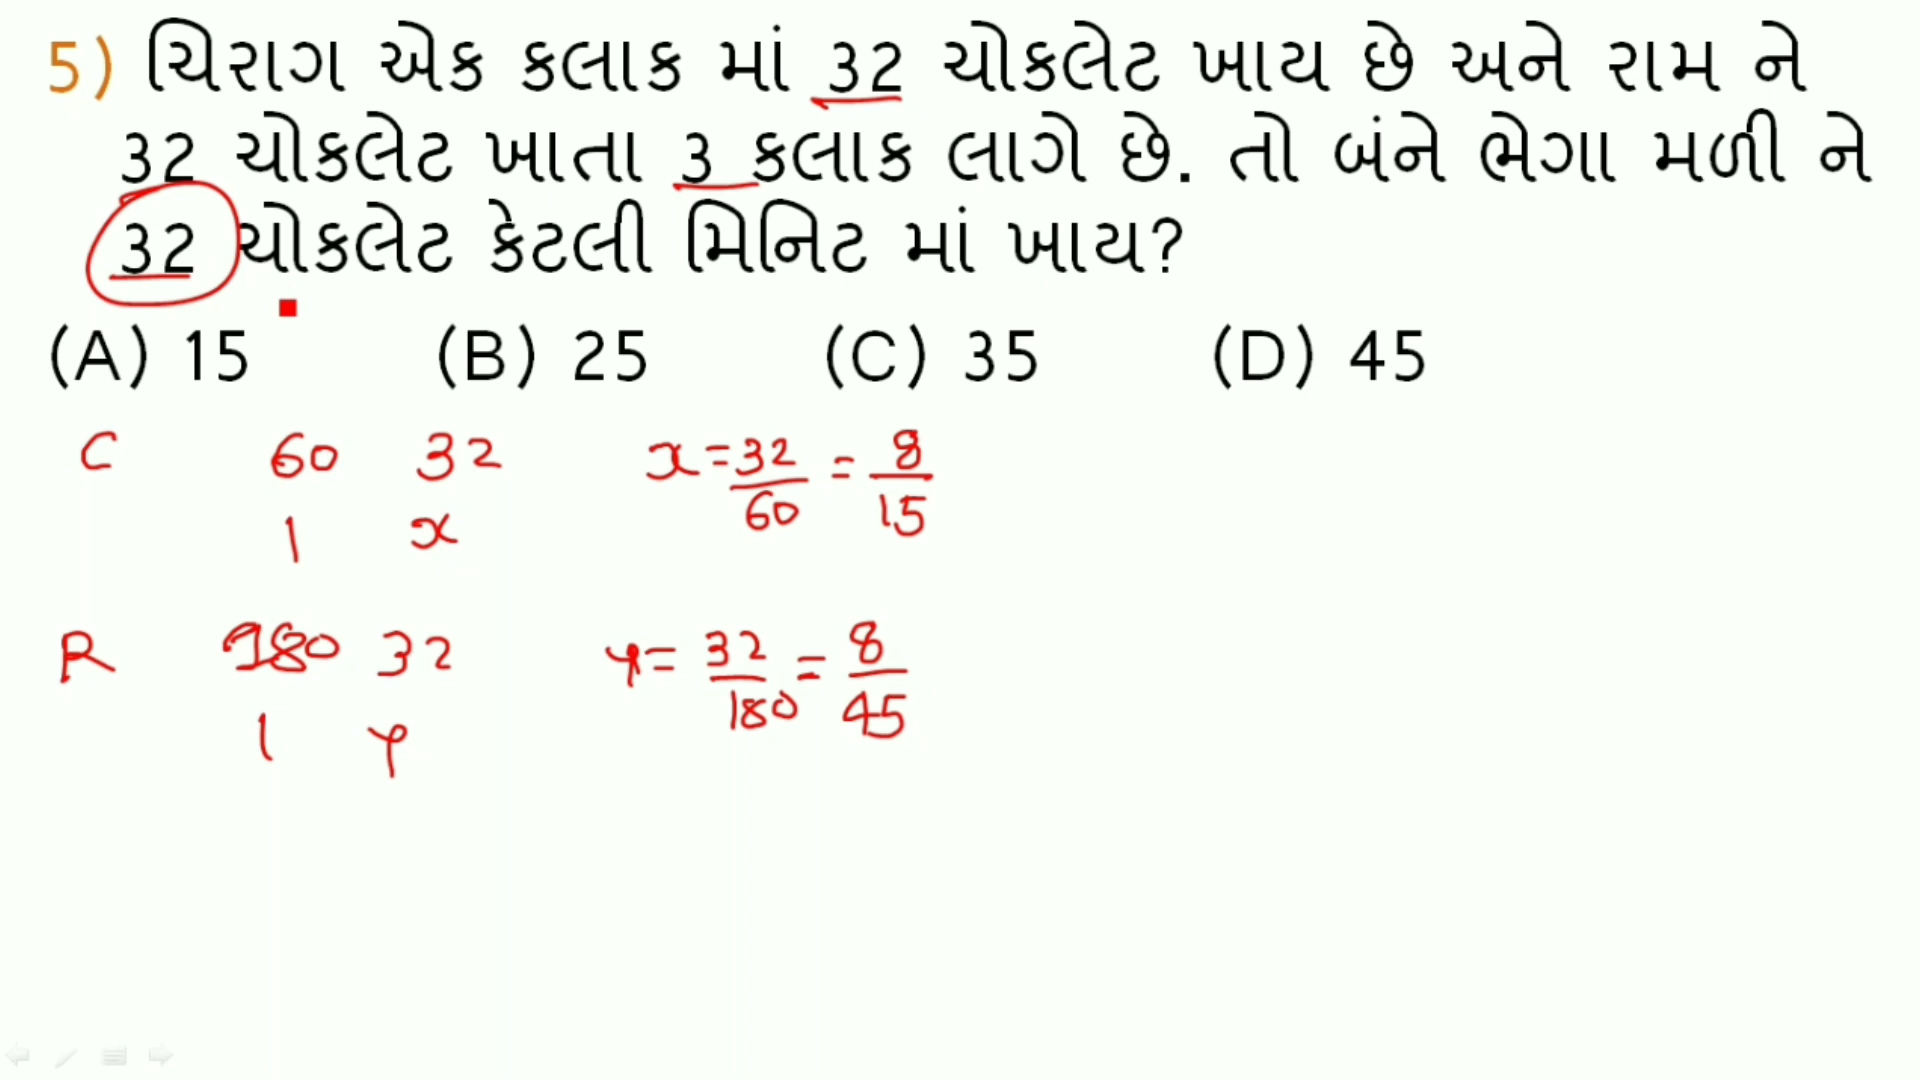 5) ચિરાગ એક કલાક માં 32 ચોકલેટ ખાય છે અને રામ ને
32 ચોકલેટ ખાતા 3 કલાક લાગે છે. તો બંને ભેગા મળી ને
32 ચોકલેટ કેટલી મિનિટ માં ખાય?
(A) 15 (B) 25 (C) 35 (D) 45
C 60 32 x = 32/60 = 8/15
1 x
R 180 32 y = 32/180 = 8/45
1 y